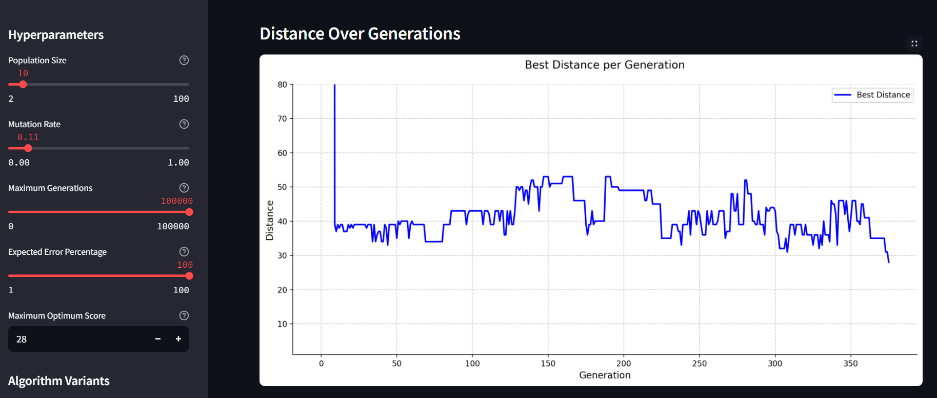 Hyperparameters
Population Size
10
2 100
Mutation Rate
0.11
0.00 1.00
Maximum Generations
100000
0 100000
Expected Error Percentage
100
1 100
Maximum Optimum Score
28 − +
Algorithm Variants
Distance Over Generations
Best Distance per Generation
Best Distance
Distance
80
70
60
50
40
30
20
10
0 50 100 150 200 250 300 350
Generation